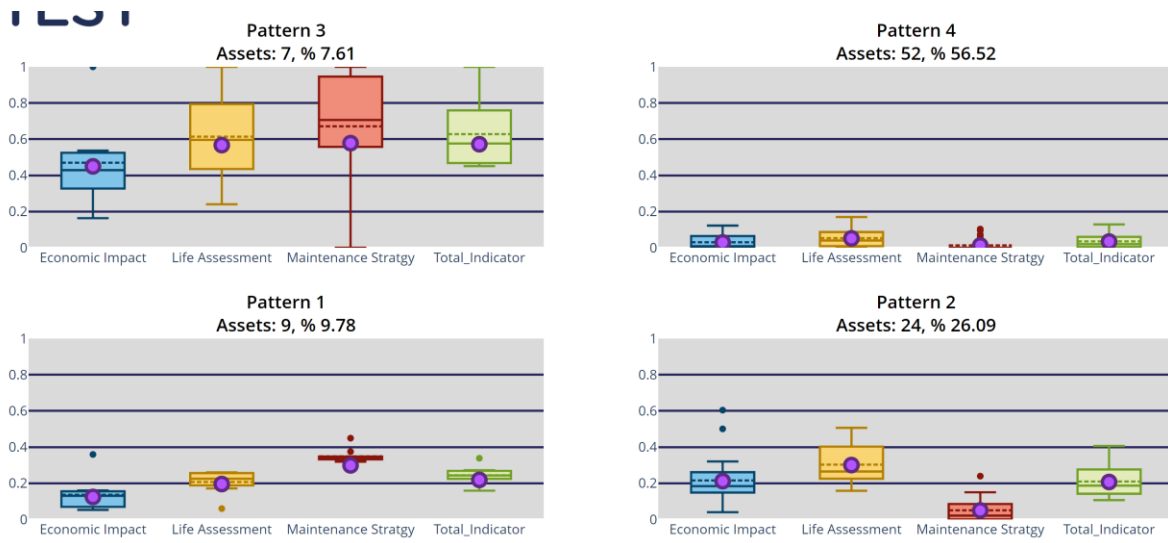 TEST
Pattern 3
Assets: 7, % 7.61
1
0.8
0.6
0.4
0.2
0
Economic Impact
Life Assessment
Maintenance Stratgy
Total_Indicator
Pattern 4
Assets: 52, % 56.52
1
0.8
0.6
0.4
0.2
0
Economic Impact
Life Assessment
Maintenance Stratgy
Total_Indicator
Pattern 1
Assets: 9, % 9.78
1
0.8
0.6
0.4
0.2
0
Economic Impact
Life Assessment
Maintenance Stratgy
Total_Indicator
Pattern 2
Assets: 24, % 26.09
1
0.8
0.6
0.4
0.2
0
Economic Impact
Life Assessment
Maintenance Stratgy
Total_Indicator